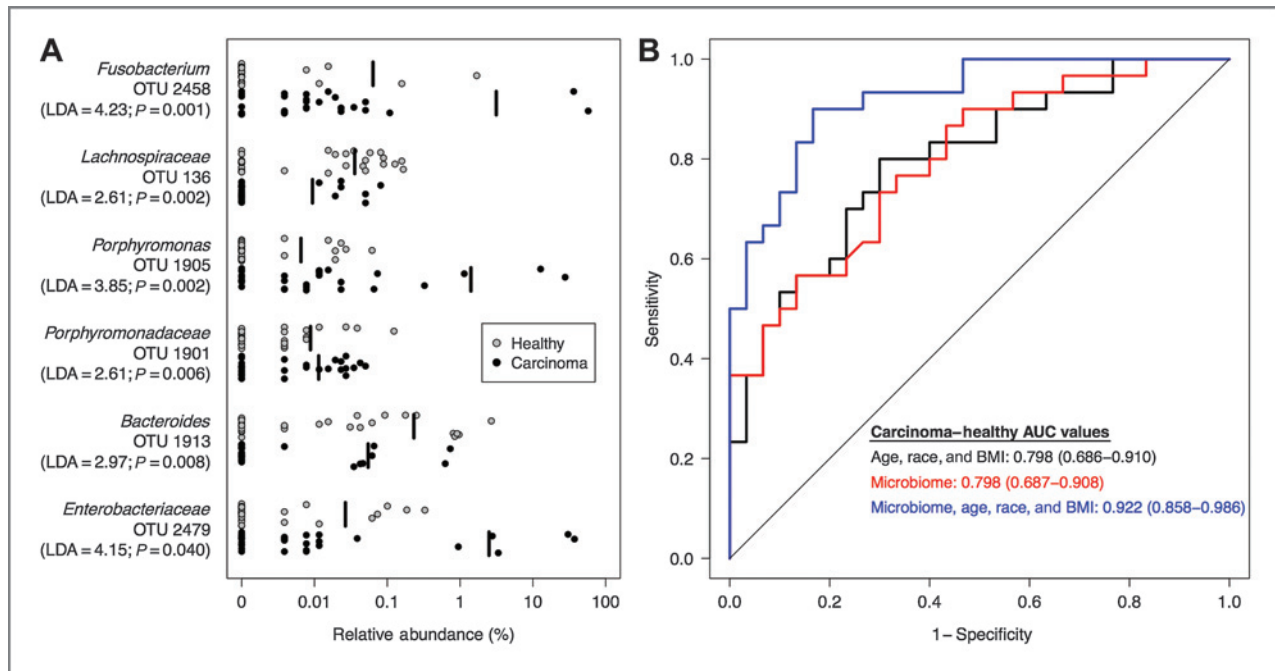 A
Fusobacterium
OTU 2458
(LDA = 4.23; P = 0.001)
Lachnospiraceae
OTU 136
(LDA = 2.61; P = 0.002)
Porphyromonas
OTU 1905
(LDA = 3.85; P = 0.002)
Porphyromonadaceae
OTU 1901
(LDA = 2.61; P = 0.006)
Bacteroides
OTU 1913
(LDA = 2.97; P = 0.008)
Enterobacteriaceae
OTU 2479
(LDA = 4.15; P = 0.040)
Healthy
Carcinoma
0 0.01 0.1 1 10 100
Relative abundance (%)
B
1.0
0.8
0.6
0.4
0.2
0.0
Sensitivity
Carcinoma–healthy AUC values
Age, race, and BMI: 0.798 (0.686–0.910)
Microbiome: 0.798 (0.687–0.908)
Microbiome, age, race, and BMI: 0.922 (0.858–0.986)
0.0 0.2 0.4 0.6 0.8 1.0
1–Specificity